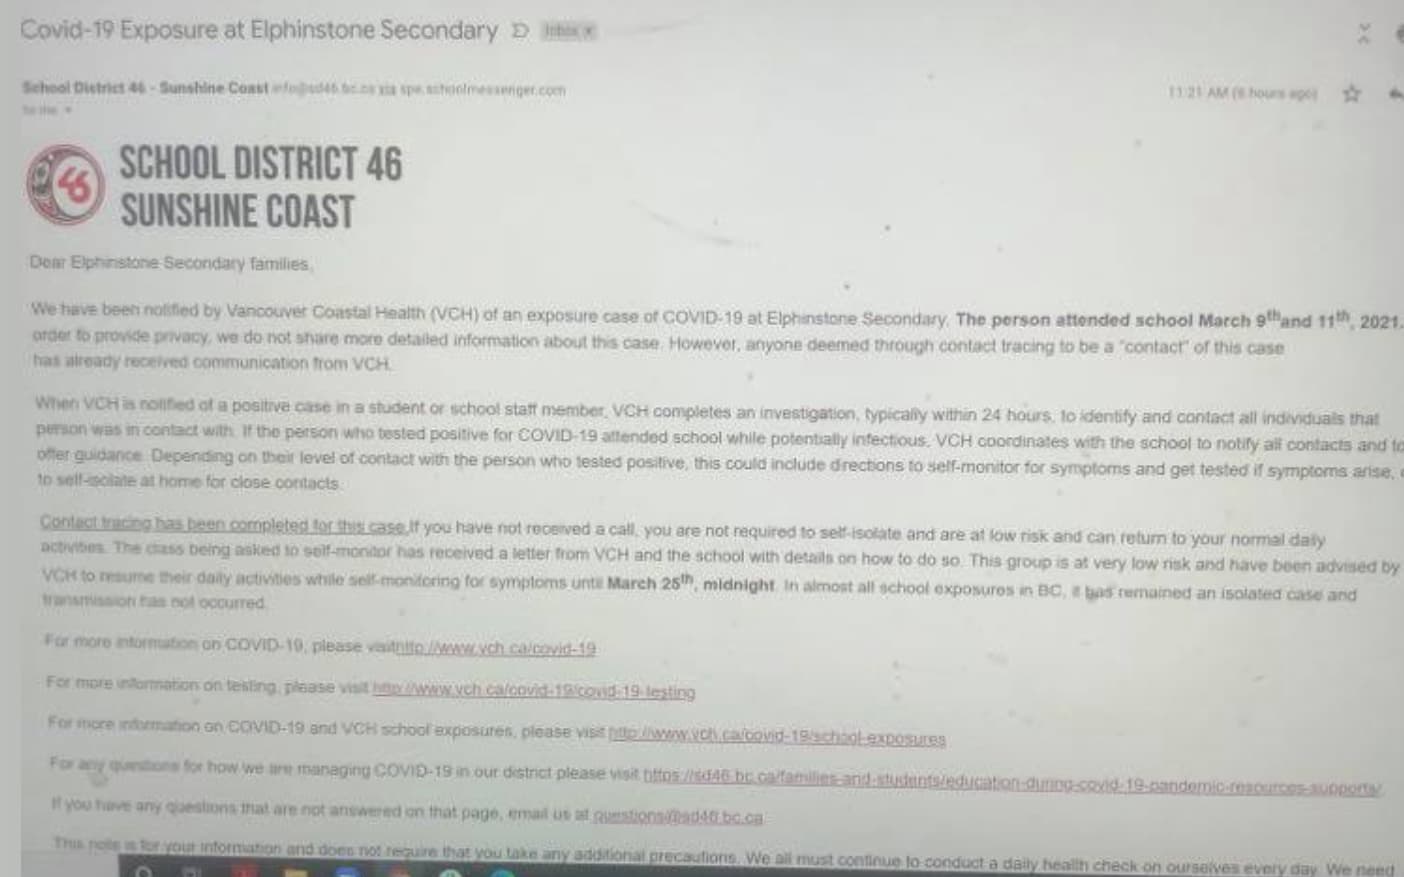 Covid-19 Exposure at Elphinstone Secondary
Inbox x
School District 46 - Sunshine Coast info@sd46.bc.ca via spe.schoolmessenger.com
11:21 AM (8 hours ago)
to me
46
SCHOOL DISTRICT 46
SUNSHINE COAST
Dear Elphinstone Secondary families,
We have been notified by Vancouver Coastal Health (VCH) of an exposure case of COVID-19 at Elphinstone Secondary. The person attended school March 9th and 11th, 2021.
order to provide privacy, we do not share more detailed information about this case. However, anyone deemed through contact tracing to be a "contact" of this case
has already received communication from VCH.
When VCH is notified of a positive case in a student or school staff member, VCH completes an investigation, typically within 24 hours, to identify and contact all individuals that
person was in contact with. If the person who tested positive for COVID-19 attended school while potentially infectious, VCH coordinates with the school to notify all contacts and to
offer guidance. Depending on their level of contact with the person who tested positive, this could include directions to self-monitor for symptoms and get tested if symptoms arise,
to self-isolate at home for close contacts.
Contact tracing has been completed for this case.If you have not received a call, you are not required to self-isolate and are at low risk and can return to your normal daily
activities. The class being asked to self-monitor has received a letter from VCH and the school with details on how to do so. This group is at very low risk and have been advised by
VCH to resume their daily activities while self-monitoring for symptoms until March 25th, midnight. In almost all school exposures in BC, it has remained an isolated case and
transmission has not occurred.
For more information on COVID-19, please visithttp://www.vch.ca/covid-19
For more information on testing, please visit http://www.vch.ca/covid-19/covid-19-testing
For more information on COVID-19 and VCH school exposures, please visit http://www.vch.ca/covid-19/school-exposures
For any questions for how we are managing COVID-19 in our district please visit https://sd46.bc.ca/families-and-students/education-during-covid-19-pandemic-resources-supports/
If you have any questions that are not answered on that page, email us at questions@sd46.bc.ca
This note is for your information and does not require that you take any additional precautions. We all must continue to conduct a daily health check on ourselves every day. We need